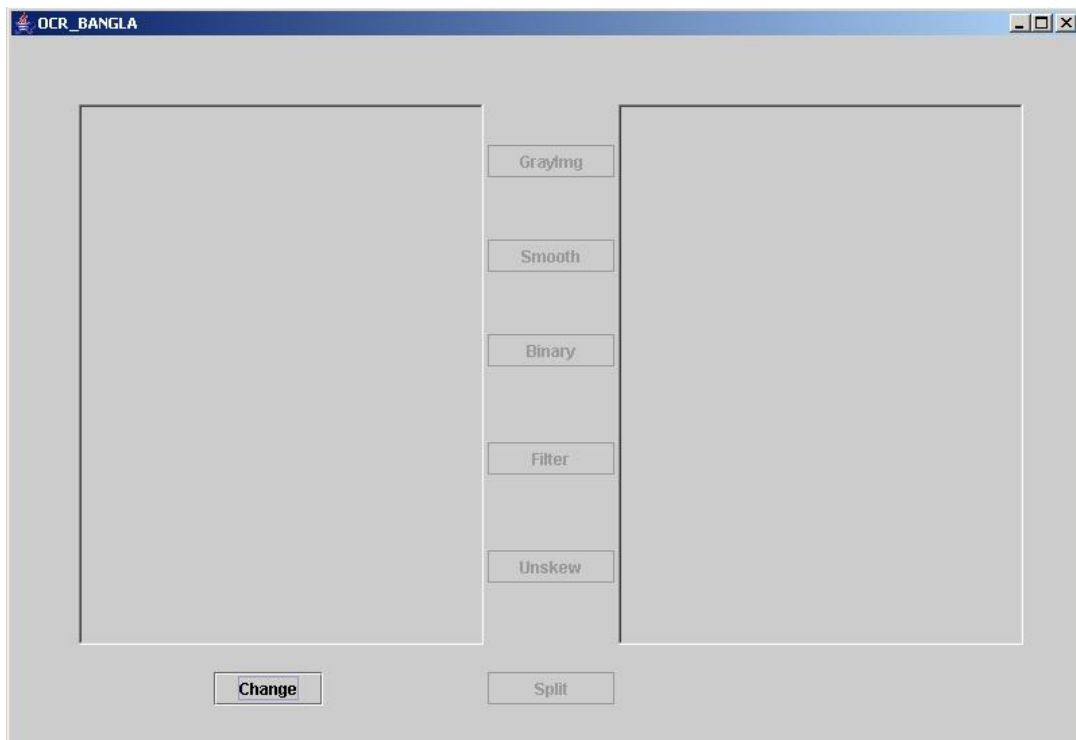 OCR_BANGLA
GrayImg
Smooth
Binary
Filter
Unskew
Change
Split